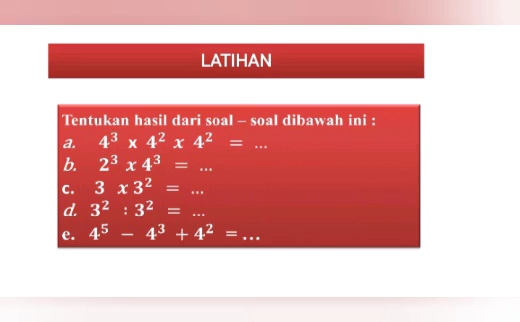 LATIHAN
Tentukan hasil dari soal – soal dibawah ini :
a. 4³ x 4² x 4² = ...
b. 2³ x 4³ = ...
c. 3 x 3² = ...
d. 3² : 3² = ...
e. 4⁵ – 4³ + 4² = ...